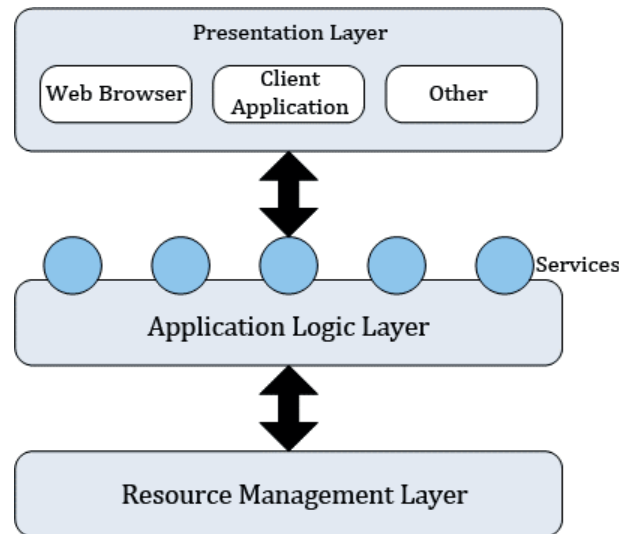 Presentation Layer
Web Browser
Client
Application
Other
Services
Application Logic Layer
Resource Management Layer